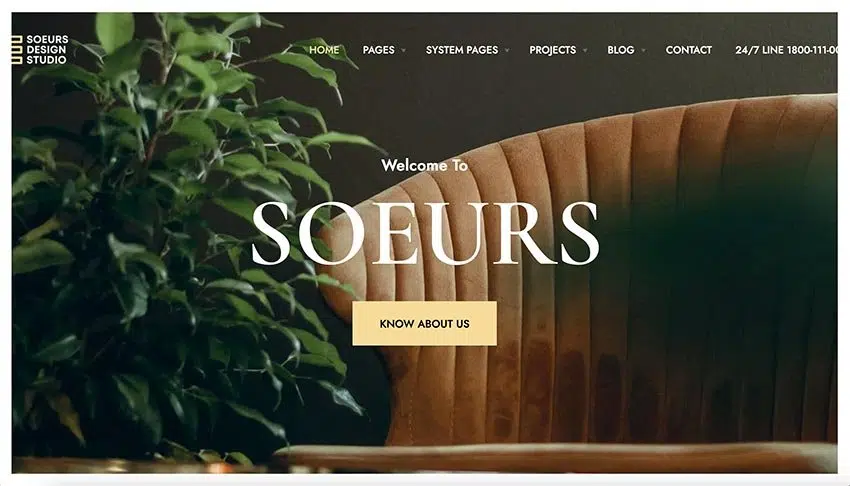 SOEURS
DESIGN
STUDIO
HOME PAGES SYSTEM PAGES PROJECTS BLOG CONTACT 24/7 LINE 1800-111-00
Welcome To
SOEURS
KNOW ABOUT US